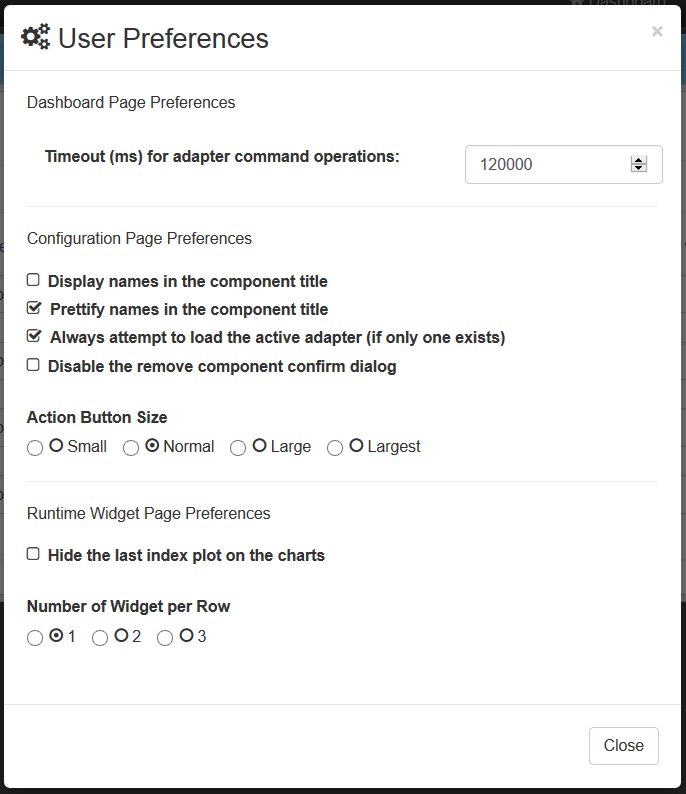 User Preferences
×
Dashboard Page Preferences
Timeout (ms) for adapter command operations:
120000
Configuration Page Preferences
Display names in the component title
Prettify names in the component title
Always attempt to load the active adapter (if only one exists)
Disable the remove component confirm dialog
Action Button Size
Small Normal Large Largest
Runtime Widget Page Preferences
Hide the last index plot on the charts
Number of Widget per Row
1 2 3
Close